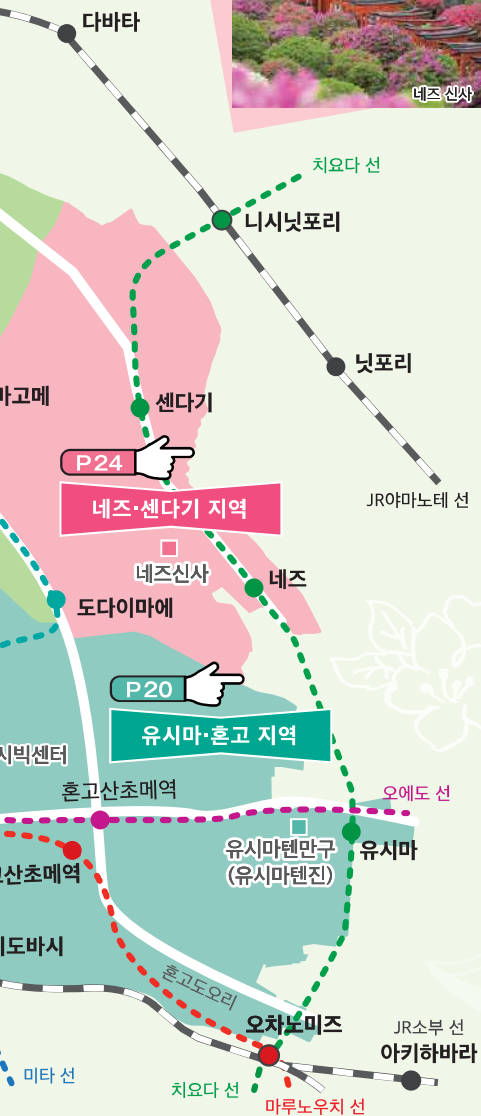 다바타
네즈 신사
치요다 선
니시닛포리
닛포리
마고메
센다기
P24
JR야마노테 선
네즈·센다기 지역
네즈신사
네즈
도다이마에
P20
유시마·혼고 지역
시빅센터
혼고산초메역
오에도 선
유시마텐만구
(유시마텐진)
유시마
고산초메역
도바시
혼고도오리
오차노미즈
JR소부 선
아키하바라
미타 선
치요다 선
마루노우치 선